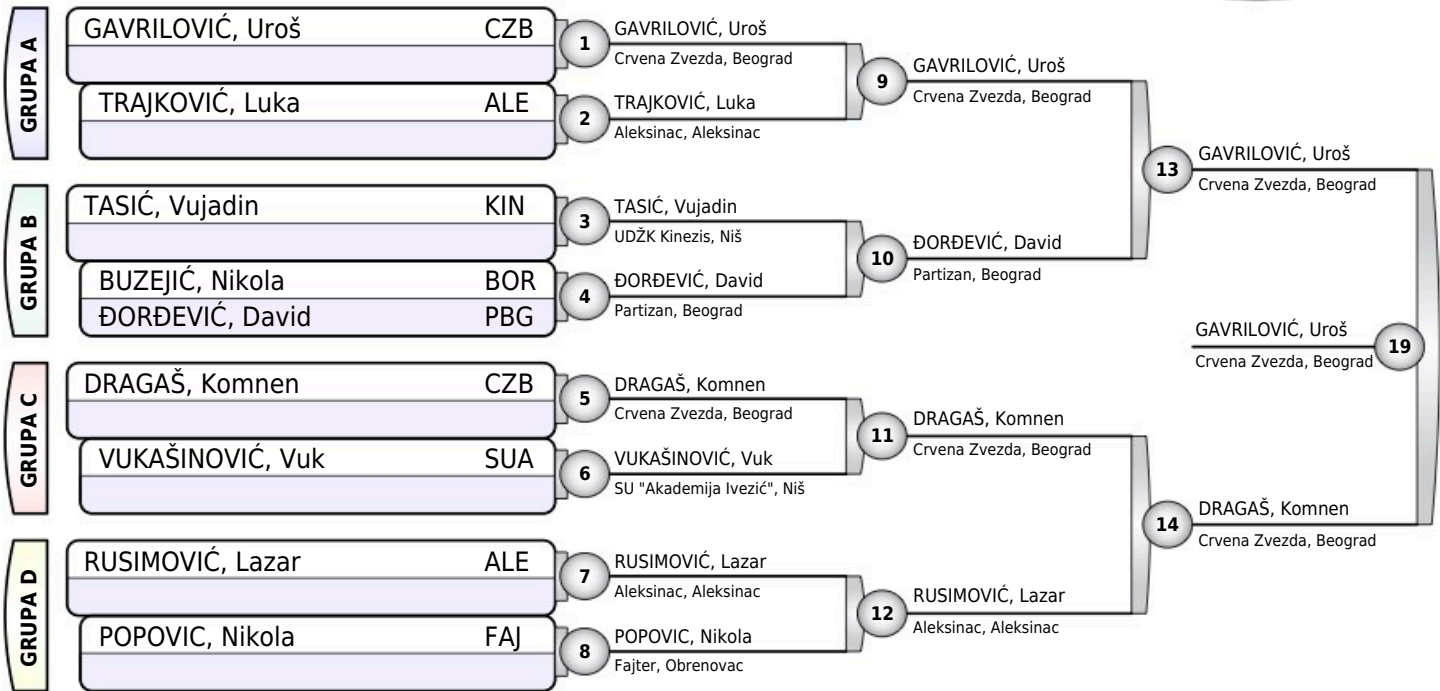 GRUPA A
GAVRILOVIĆ, Uroš CZB
TRAJKOVIĆ, Luka ALE
GRUPA B
TASIĆ, Vujadin KIN
BUZEJIĆ, Nikola BOR
ĐORĐEVIĆ, David PBG
GRUPA C
DRAGAŠ, Komnen CZB
VUKAŠINOVIĆ, Vuk SUA
GRUPA D
RUSIMOVIĆ, Lazar ALE
POPOVIC, Nikola FAJ
1
GAVRILOVIĆ, Uroš
Crvena Zvezda, Beograd
2
TRAJKOVIĆ, Luka
Aleksinac, Aleksinac
3
TASIĆ, Vujadin
UDŽK Kinezis, Niš
4
ĐORĐEVIĆ, David
Partizan, Beograd
5
DRAGAŠ, Komnen
Crvena Zvezda, Beograd
6
VUKAŠINOVIĆ, Vuk
SU "Akademija Ivezić", Niš
7
RUSIMOVIĆ, Lazar
Aleksinac, Aleksinac
8
POPOVIC, Nikola
Fajter, Obrenovac
9
GAVRILOVIĆ, Uroš
Crvena Zvezda, Beograd
10
ĐORĐEVIĆ, David
Partizan, Beograd
11
DRAGAŠ, Komnen
Crvena Zvezda, Beograd
12
RUSIMOVIĆ, Lazar
Aleksinac, Aleksinac
13
GAVRILOVIĆ, Uroš
Crvena Zvezda, Beograd
14
DRAGAŠ, Komnen
Crvena Zvezda, Beograd
GAVRILOVIĆ, Uroš
Crvena Zvezda, Beograd
19